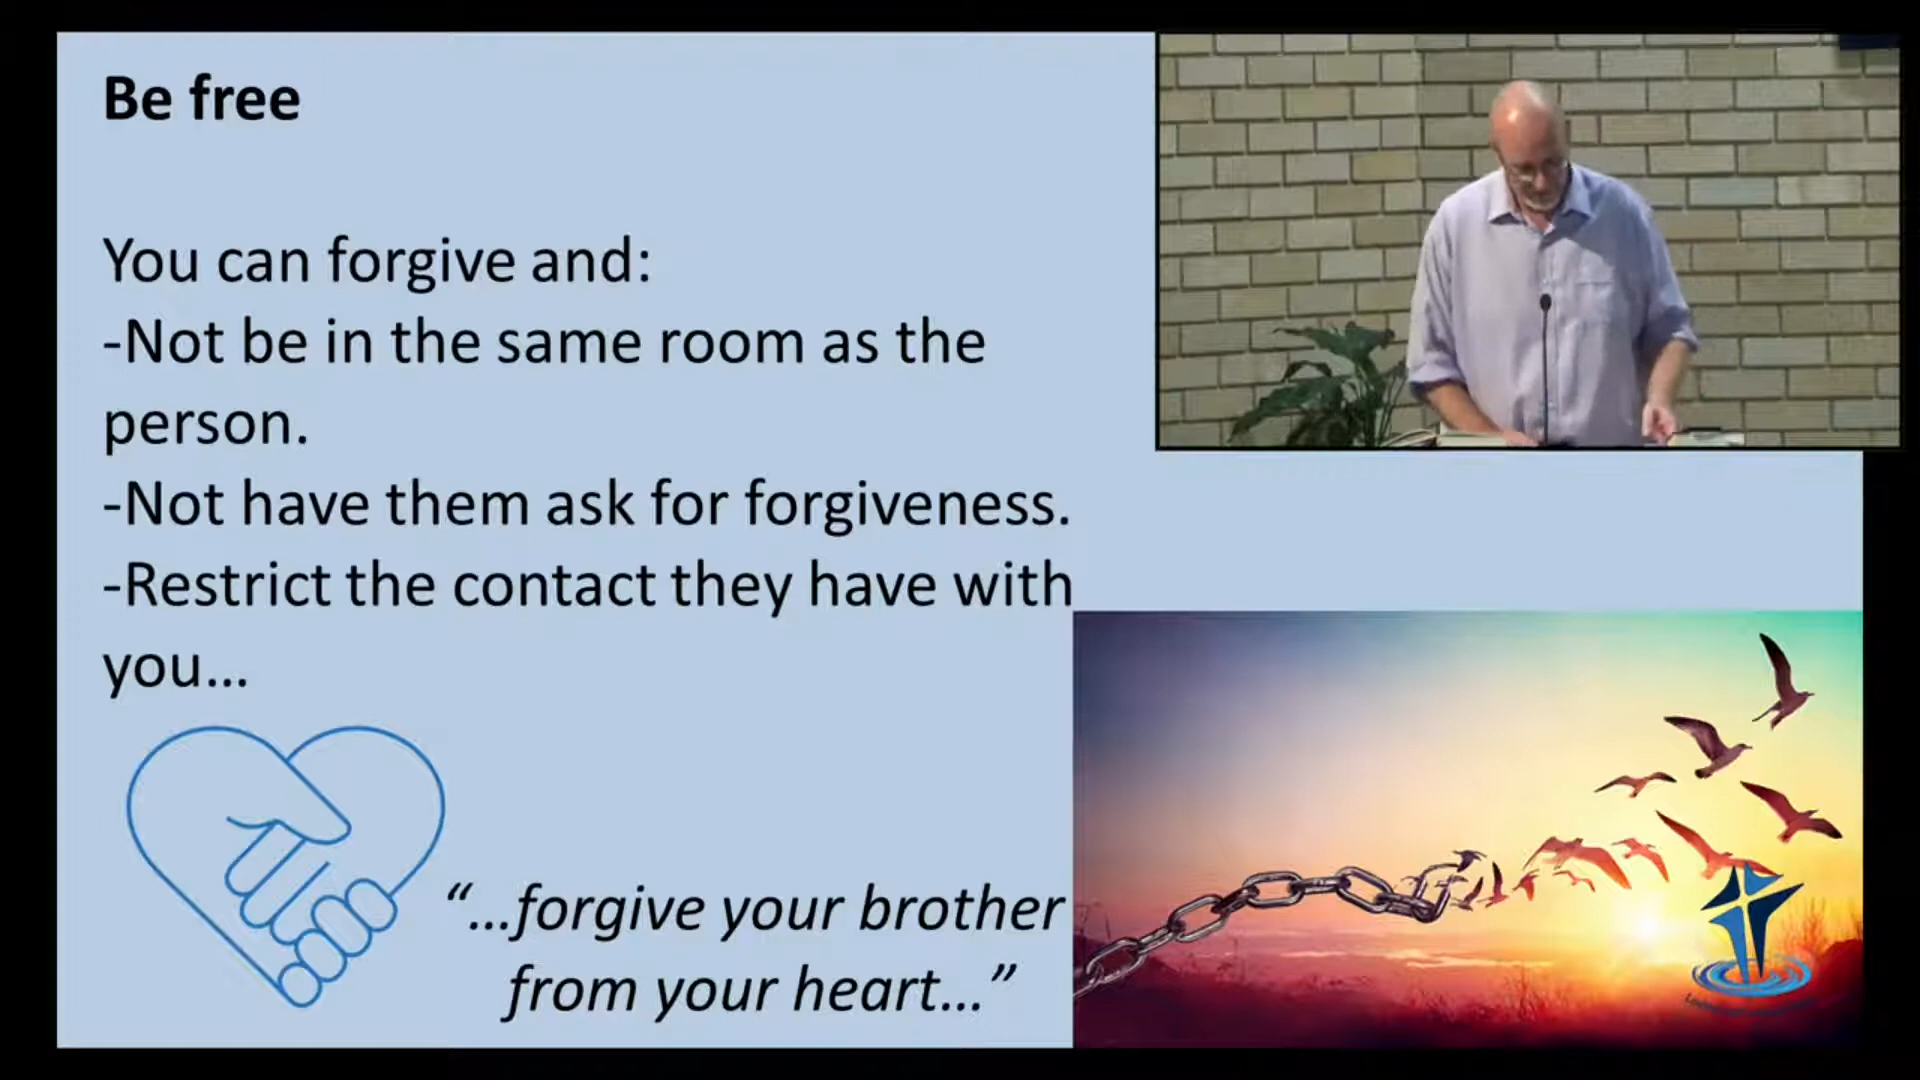 Be free
You can forgive and:
-Not be in the same room as the
person.
-Not have them ask for forgiveness.
-Restrict the contact they have with
you...
“...forgive your brother
from your heart...”